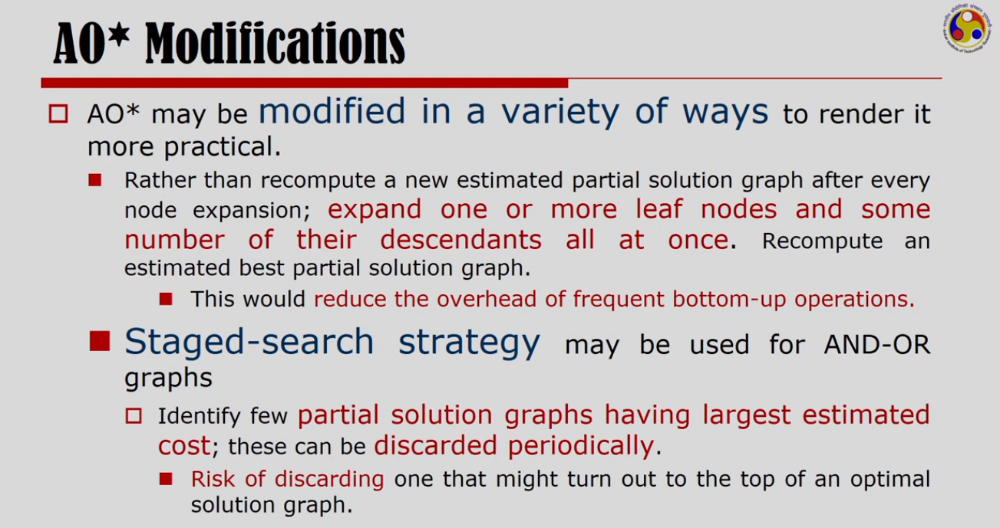 AO* Modifications
AO* may be modified in a variety of ways to render it
more practical.
Rather than recompute a new estimated partial solution graph after every
node expansion; expand one or more leaf nodes and some
number of their descendants all at once. Recompute an
estimated best partial solution graph.
This would reduce the overhead of frequent bottom-up operations.
Staged-search strategy may be used for AND-OR
graphs
Identify few partial solution graphs having largest estimated
cost; these can be discarded periodically.
Risk of discarding one that might turn out to the top of an optimal
solution graph.